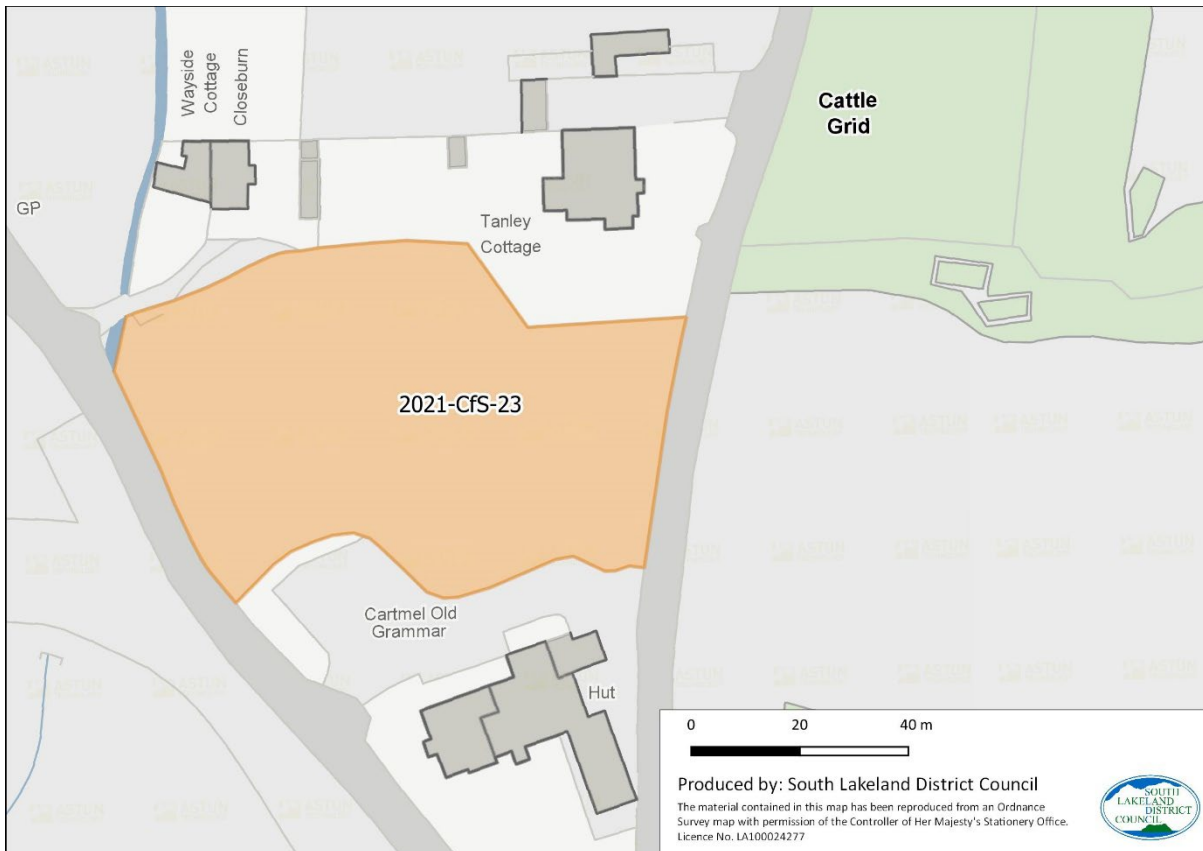 Wayside
Cottage
Closeburn
Cattle
Grid
GP
Tanley
Cottage
2021-CfS-23
Cartmel Old
Grammar
Hut
0 20 40 m
Produced by: South Lakeland District Council
The material contained in this map has been reproduced from an Ordnance
Survey map with permission of the Controller of Her Majesty's Stationery Office.
Licence No. LA100024277
SOUTH
LAKELAND
DISTRICT
COUNCIL
ASTUN